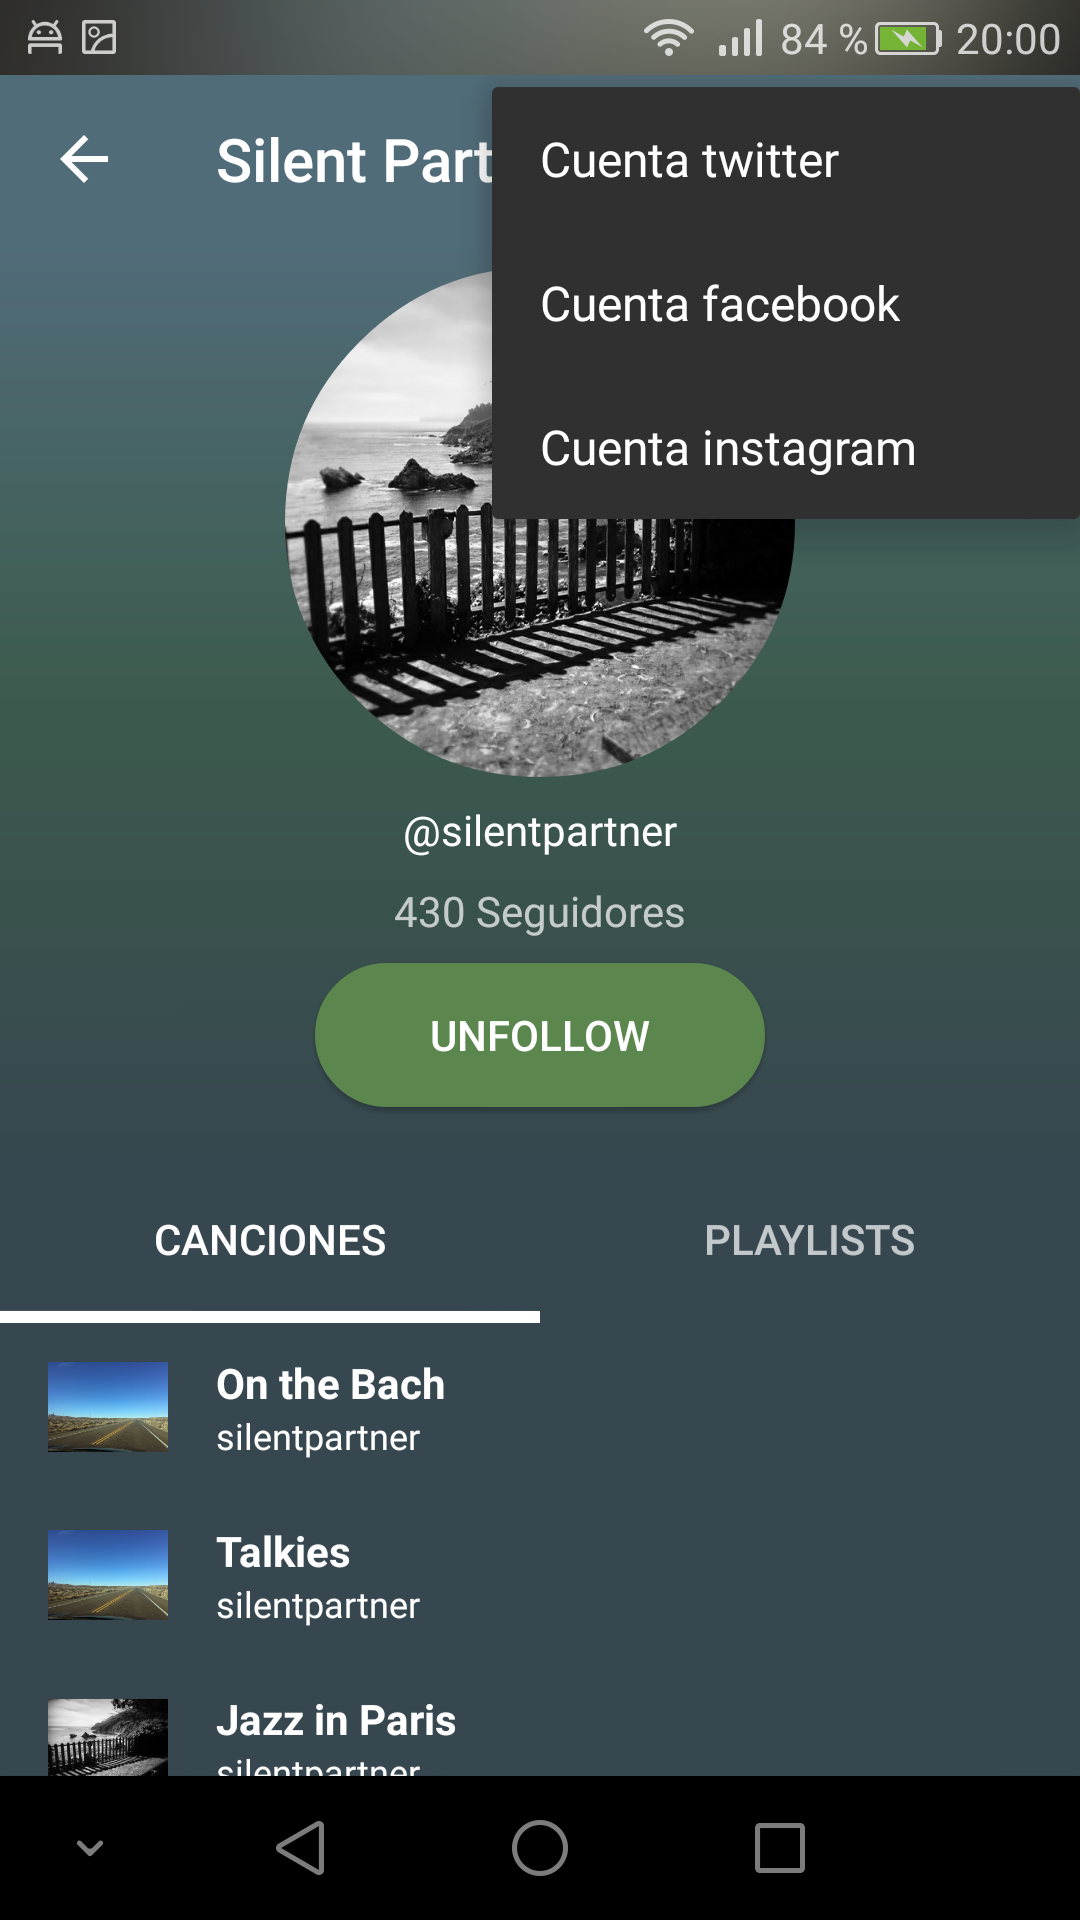 84 % 20:00
Silent Part
Cuenta twitter
Cuenta facebook
Cuenta instagram
@silentpartner
430 Seguidores
UNFOLLOW
CANCIONES PLAYLISTS
On the Bach
silentpartner
Talkies
silentpartner
Jazz in Paris
silentpartner